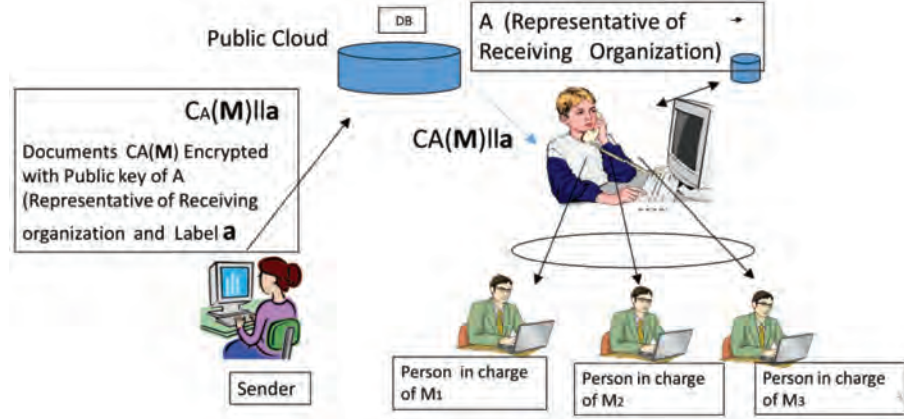 DB
Public Cloud
A (Representative of
Receiving Organization)
CA(M)lla
Documents CA(M) Encrypted
with Public key of A
(Representative of Receiving
organization and Label a
CA(M)lla
Sender
Person in charge
of M1
Person in charge
of M2
Person in charge
of M3